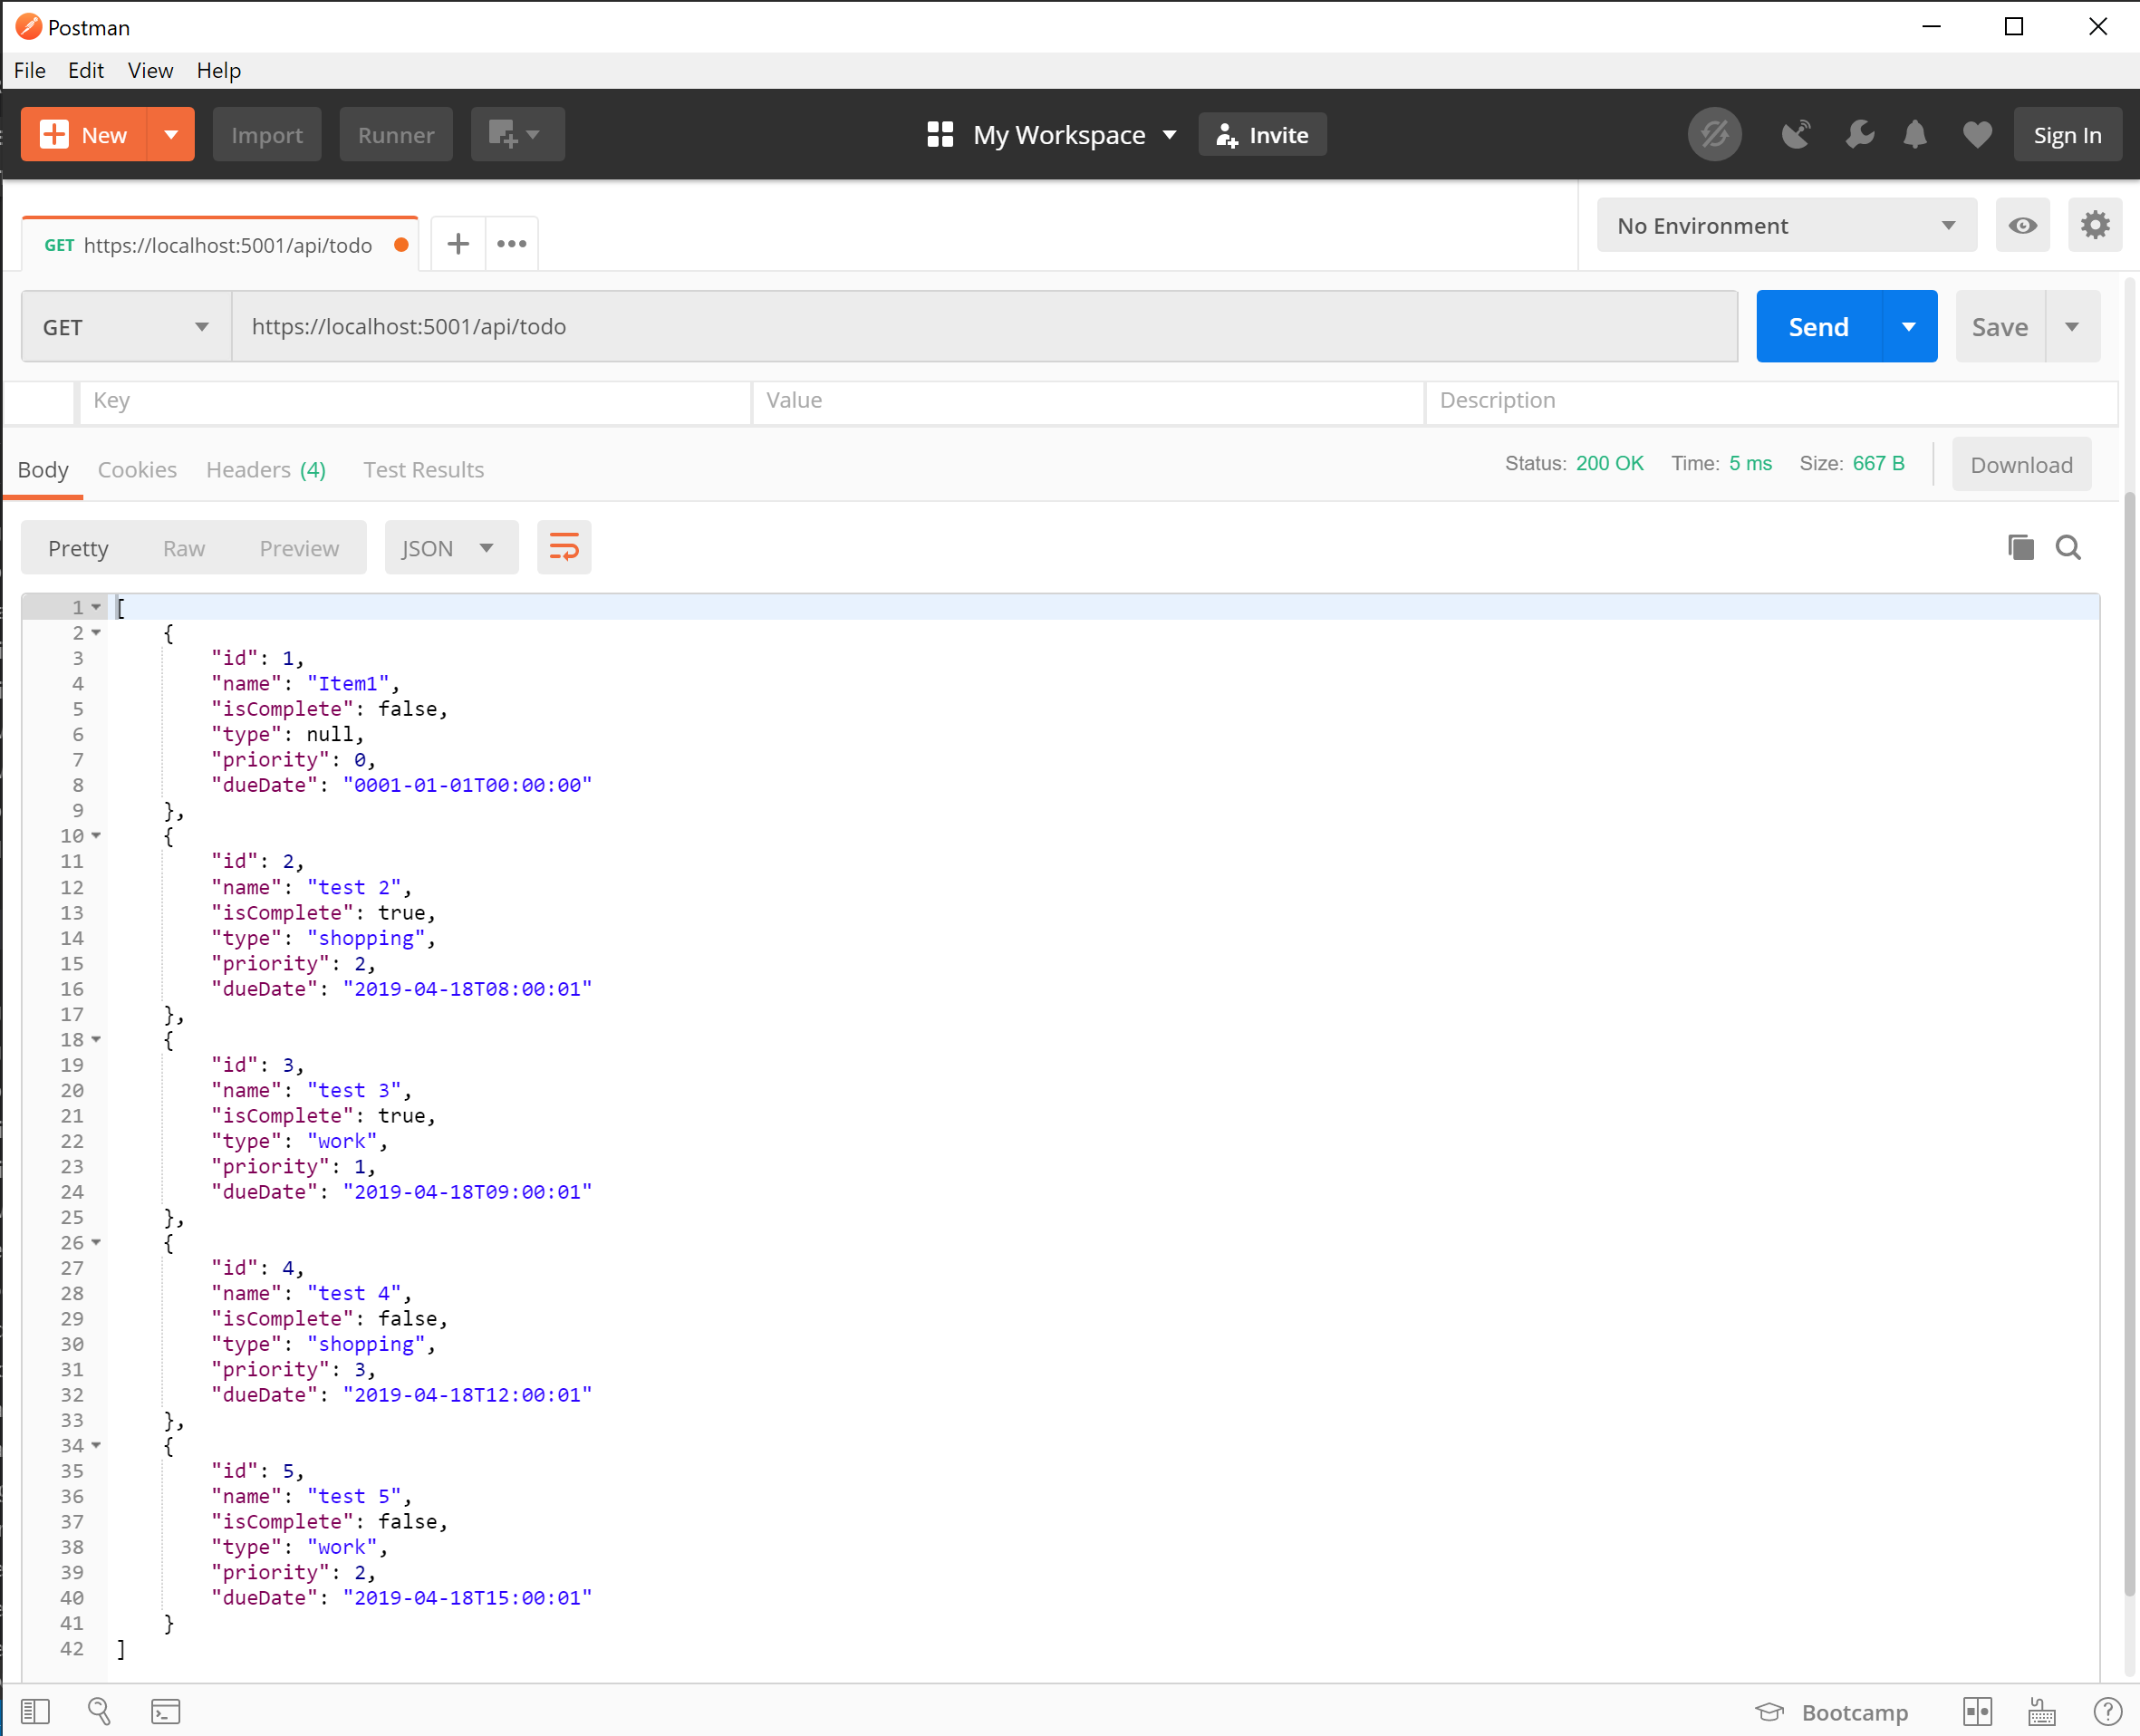 Postman
File Edit View Help
New Import Runner My Workspace Invite Sign In
GET https://localhost:5001/api/todo No Environment
GET https://localhost:5001/api/todo Send Save
Key Value Description
Body Cookies Headers (4) Test Results Status: 200 OK Time: 5 ms Size: 667 B Download
Pretty Raw Preview JSON
1 [
2 {
3 "id": 1,
4 "name": "Item1",
5 "isComplete": false,
6 "type": null,
7 "priority": 0,
8 "dueDate": "0001-01-01T00:00:00"
9 },
10 {
11 "id": 2,
12 "name": "test 2",
13 "isComplete": true,
14 "type": "shopping",
15 "priority": 2,
16 "dueDate": "2019-04-18T08:00:01"
17 },
18 {
19 "id": 3,
20 "name": "test 3",
21 "isComplete": true,
22 "type": "work",
23 "priority": 1,
24 "dueDate": "2019-04-18T09:00:01"
25 },
26 {
27 "id": 4,
28 "name": "test 4",
29 "isComplete": false,
30 "type": "shopping",
31 "priority": 3,
32 "dueDate": "2019-04-18T12:00:01"
33 },
34 {
35 "id": 5,
36 "name": "test 5",
37 "isComplete": false,
38 "type": "work",
39 "priority": 2,
40 "dueDate": "2019-04-18T15:00:01"
41 }
42 ]
Bootcamp